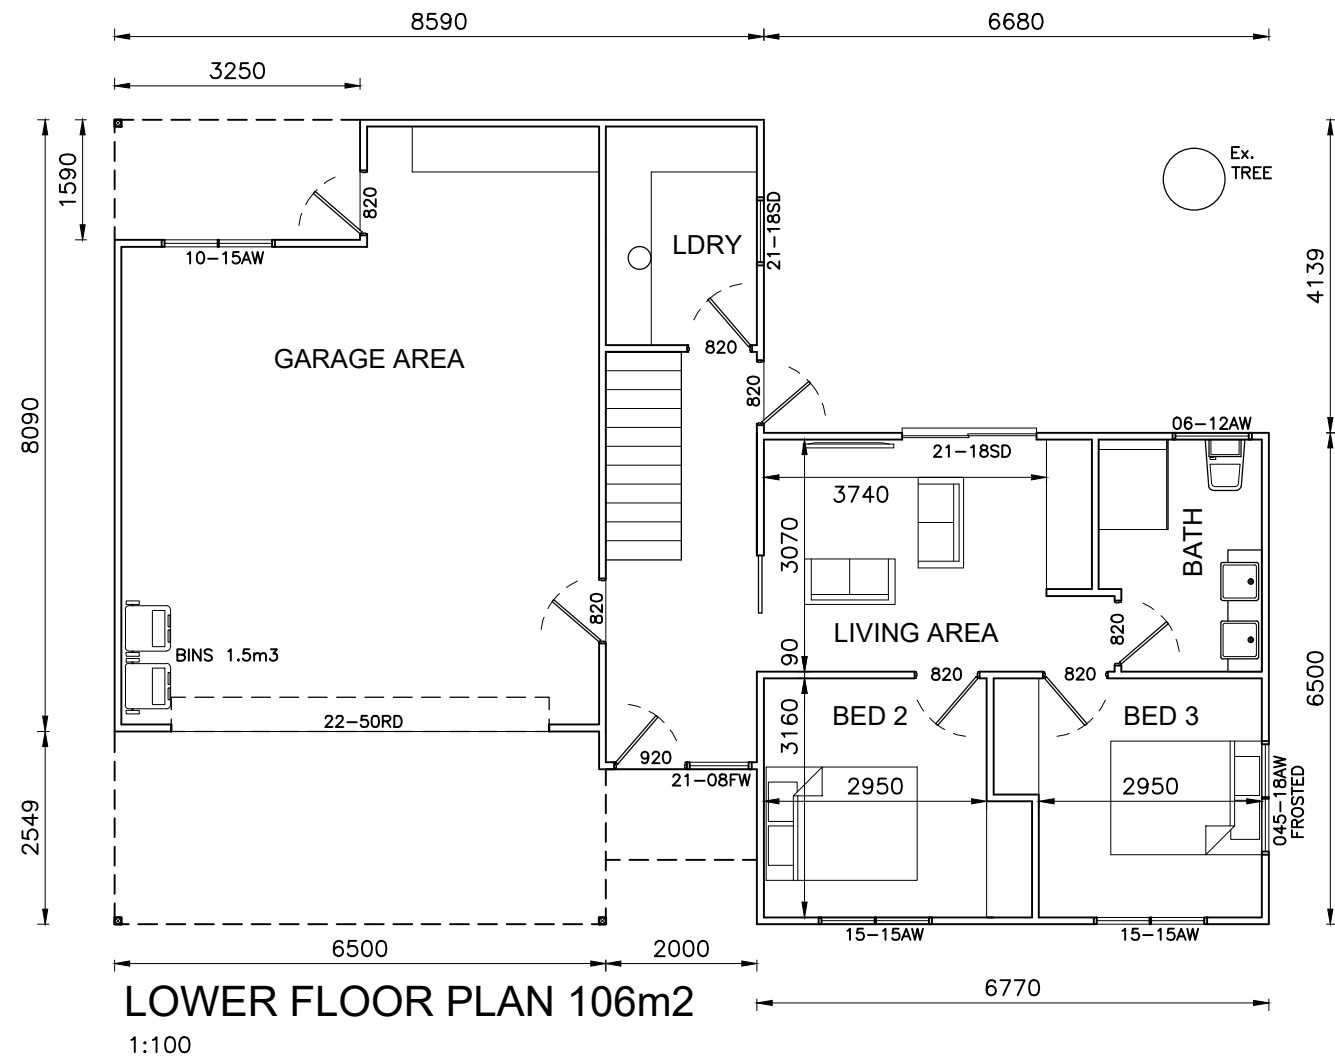 8590
6680
3250
1590
820
10-15AW
LDRY
21-18SD
Ex.
TREE
4139
GARAGE AREA
820
820
8090
06-12AW
21-18SD
3740
3070
BATH
820
LIVING AREA
820
90
BINS 1.5m3
820
820
6500
22-50RD
BED 2
BED 3
3160
920
21-08FW
2950
2950
045-18AW
FROSTED
2549
15-15AW
15-15AW
6500
2000
6770
LOWER FLOOR PLAN 106m2
1:100